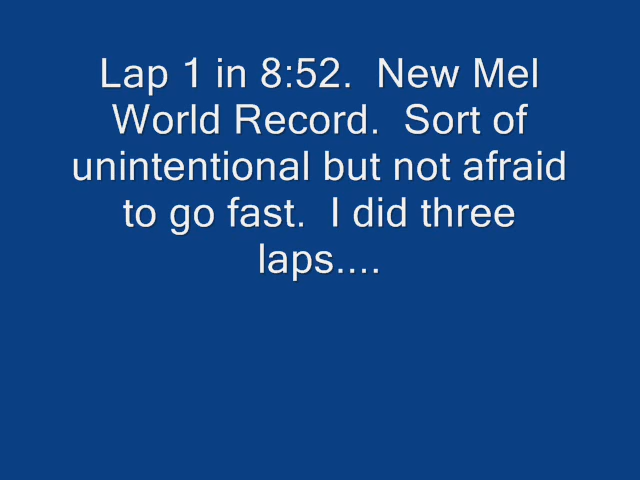 Lap 1 in 8:52.  New Mel
World Record.  Sort of
unintentional but not afraid
to go fast.  I did three
laps....